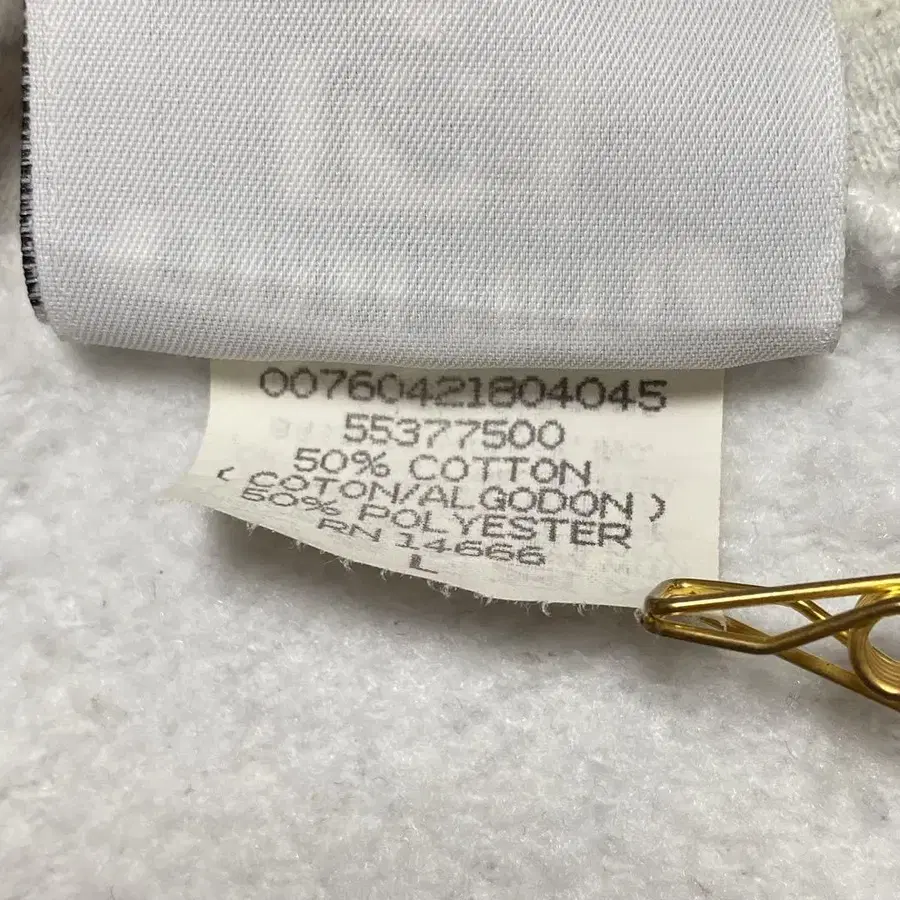 00760421804045
55377500
50% COTTON
( COTON/ALGODON )
50% POLYESTER
RN 14666
L